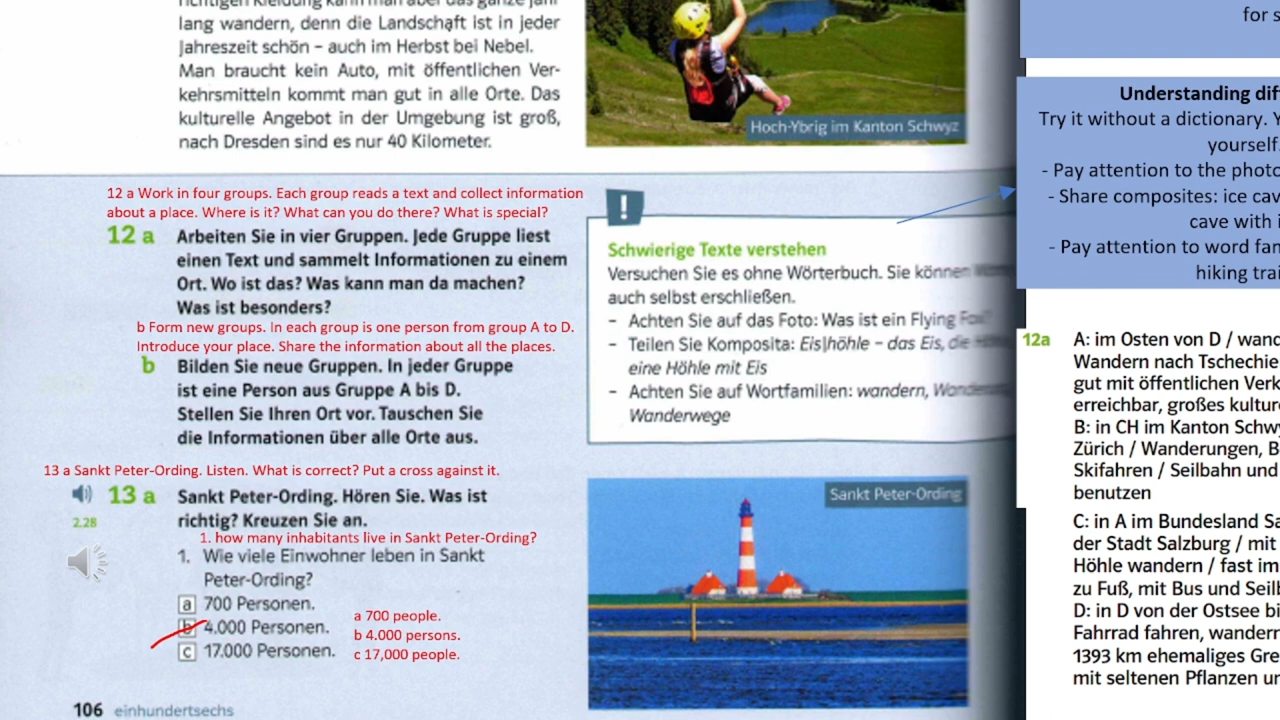 lang wandern, denn die Landschaft ist in jeder
Jahreszeit schön – auch im Herbst bei Nebel.
Man braucht kein Auto, mit öffentlichen Ver-
kehrsmitteln kommt man gut in alle Orte. Das
kulturelle Angebot in der Umgebung ist groß,
nach Dresden sind es nur 40 Kilometer.
Hoch-Ybrig im Kanton Schwyz
12 a Work in four groups. Each group reads a text and collect information
about a place. Where is it? What can you do there? What is special?
12 a Arbeiten Sie in vier Gruppen. Jede Gruppe liest
einen Text und sammelt Informationen zu einem
Ort. Wo ist das? Was kann man da machen?
Was ist besonders?
b Form new groups. In each group is one person from group A to D.
Introduce your place. Share the information about all the places.
b Bilden Sie neue Gruppen. In jeder Gruppe
ist eine Person aus Gruppe A bis D.
Stellen Sie Ihren Ort vor. Tauschen Sie
die Informationen über alle Orte aus.
!
Schwierige Texte verstehen
Versuchen Sie es ohne Wörterbuch. Sie können
auch selbst erschließen.
– Achten Sie auf das Foto: Was ist ein Flying
– Teilen Sie Komposita: Eis|höhle – das Eis, die
eine Höhle mit Eis
– Achten Sie auf Wortfamilien: wandern,
Wanderwege
13 a Sankt Peter-Ording. Listen. What is correct? Put a cross against it.
13 a Sankt Peter-Ording. Hören Sie. Was ist
2.28 richtig? Kreuzen Sie an.
1. how many inhabitants live in Sankt Peter-Ording?
1. Wie viele Einwohner leben in Sankt
Peter-Ording?
a 700 Personen.
b 4.000 Personen.
c 17.000 Personen.
a 700 people.
b 4.000 persons.
c 17,000 people.
Sankt Peter-Ording
106 einhundertsechs
for s
Understanding dif
Try it without a dictionary. Y
yourself.
- Pay attention to the photo
- Share composites: ice cav
cave with i
- Pay attention to word fam
hiking trai
12a A: im Osten von D / wand
Wandern nach Tschechie
gut mit öffentlichen Verk
erreichbar, großes kulture
B: in CH im Kanton Schwy
Zürich / Wanderungen, B
Skifahren / Seilbahn und
benutzen
C: in A im Bundesland Sa
der Stadt Salzburg / mit
Höhle wandern / fast im
zu Fuß, mit Bus und Seilb
D: in D von der Ostsee bi
Fahrrad fahren, wandern
1393 km ehemaliges Gre
mit seltenen Pflanzen un